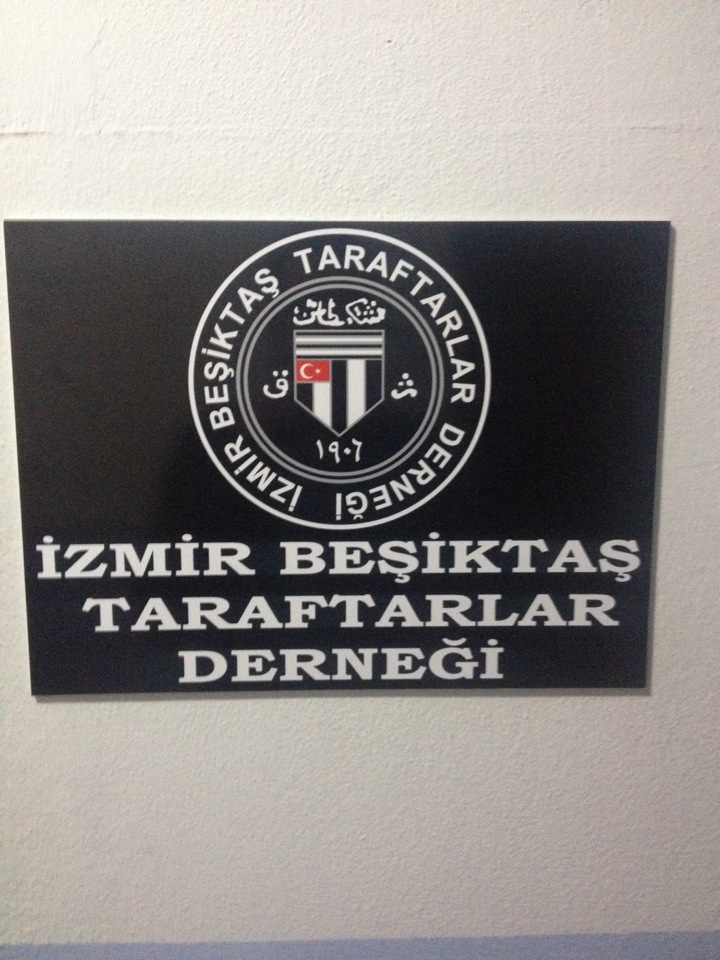 İZMİR BEŞİKTAŞ TARAFTARLAR DERNEĞİ
ق
ش
١٩٠٦
İZMİR BEŞİKTAŞ
TARAFTARLAR
DERNEĞİ